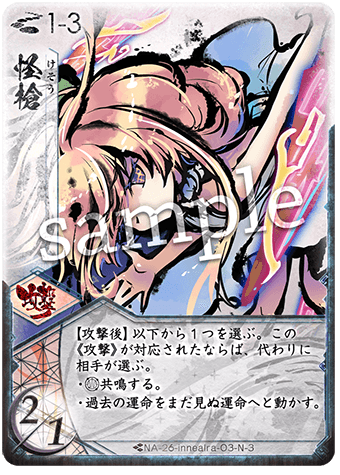 1-3
けそう
怪槍
sample
攻撃
【攻撃後】以下から1つを選ぶ。この
《攻撃》が対応されたならば、代わりに
相手が選ぶ。
・共鳴する。
・過去の運命をまだ見ぬ運命へと動かす。
2 1
NA-26-innealra-O3-N-3